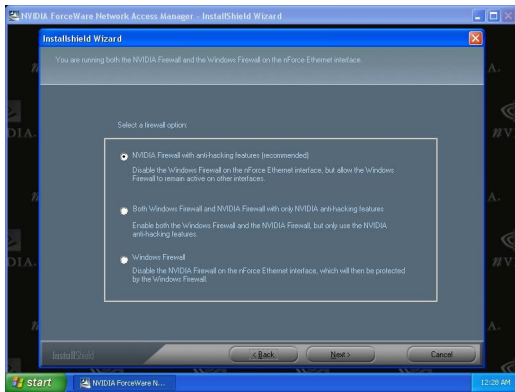 NVIDIA ForceWare Network Access Manager - InstallShield Wizard
Installshield Wizard
You are running both the NVIDIA Firewall and the Windows Firewall on the nForce Ethernet interface.
Select a firewall option:
NVIDIA Firewall with anti-hacking features (recommended)
Disable the Windows Firewall on the nForce Ethernet interface, but allow the Windows
Firewall to remain active on other interfaces.
Both Windows Firewall and NVIDIA Firewall with only NVIDIA anti-hacking features
Enable both the Windows Firewall and the NVIDIA Firewall, but only use the NVIDIA
anti-hacking features.
Windows Firewall
Disable the NVIDIA Firewall on the nForce Ethernet interface, which will then be protected
by the Windows Firewall.
InstallShield
< Back
Next >
Cancel
start
NVIDIA ForceWare N...
12:28 AM